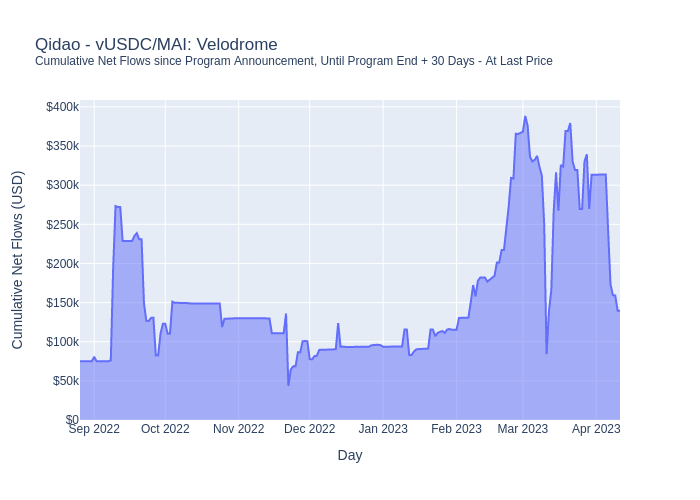 Qidao - vUSDC/MAI: Velodrome
Cumulative Net Flows since Program Announcement, Until Program End + 30 Days - At Last Price
$400k
$350k
$300k
$250k
$200k
$150k
$100k
$50k
$0
Cumulative Net Flows (USD)
Sep 2022
Oct 2022
Nov 2022
Dec 2022
Jan 2023
Feb 2023
Mar 2023
Apr 2023
Day